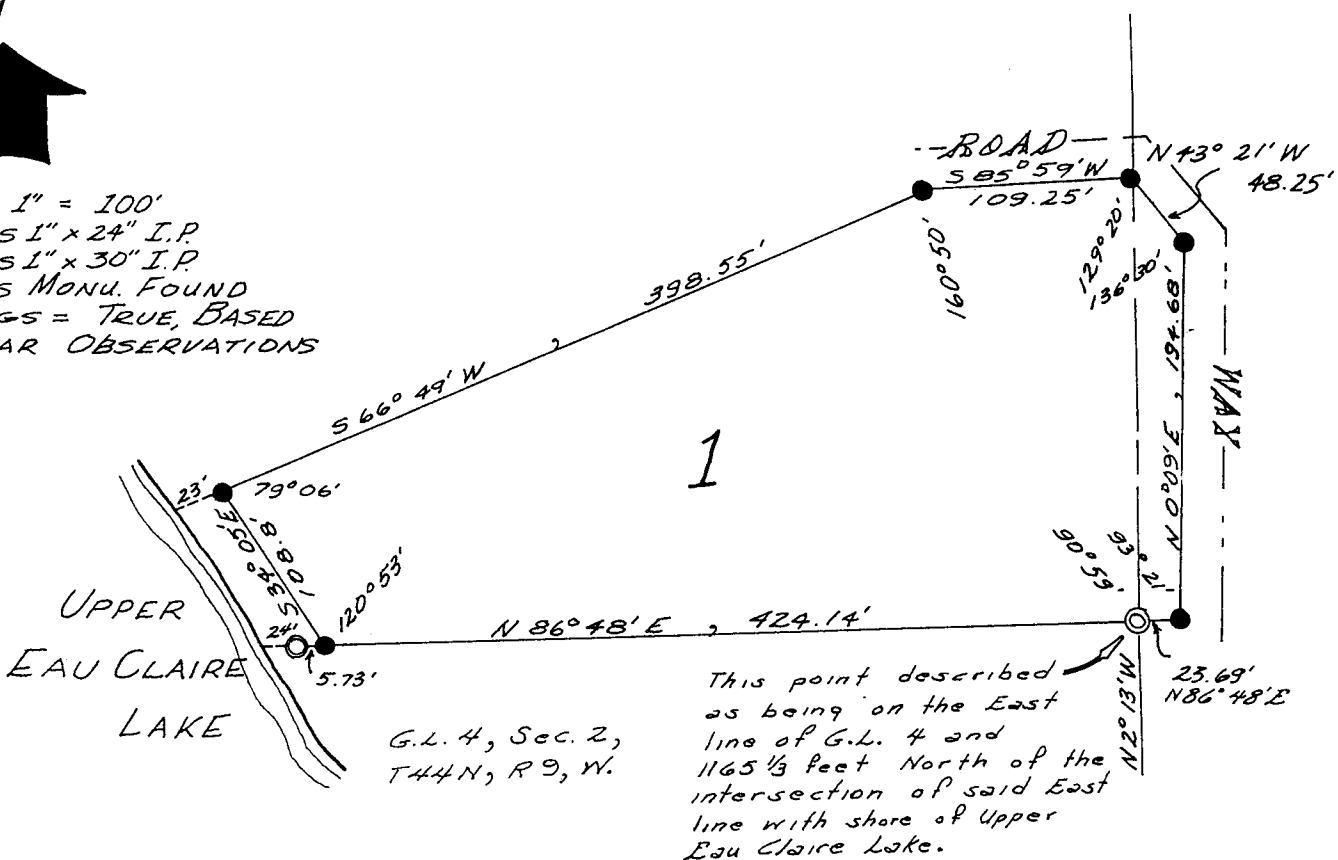 1" = 100'
S 1" x 24" I.P.
S 1" x 30" I.P.
S MONU. FOUND
GS = TRUE, BASED
AR OBSERVATIONS
ROAD
S 85° 59' W
109.25'
N 43° 21' W
48.25'
160° 50'
129° 20'
136° 30'
398.55'
S 66° 49' W ,
N 0° 09' E , 194.68'
WAY
1
23'
79° 06'
S 34° 05' E
108.8'
120° 53'
90° 59'
93° 21'
UPPER
EAU CLAIRE
LAKE
24'
5.73'
N 86° 48' E , 424.14'
23.69'
N 86° 48' E
N 2° 13' W
G.L. 4, Sec. 2,
T44N, R 9, W.
This point described
as being on the East
line of G.L. 4 and
1165 1/3 feet North of the
intersection of said East
line with shore of Upper
Eau Claire Lake.